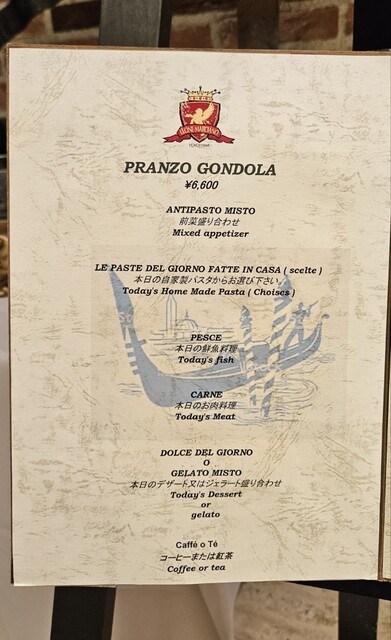 LEONE MARCIANO
PRANZO GONDOLA
¥6,600
ANTIPASTO MISTO
前菜盛り合わせ
Mixed appetizer
LE PASTE DEL GIORNO FATTE IN CASA ( scelte )
本日の自家製パスタからお選び下さい
Today's Home Made Pasta ( Choises )
PESCE
本日の鮮魚料理
Today's fish
CARNE
本日のお肉料理
Today's Meat
DOLCE DEL GIORNO
O
GELATO MISTO
本日のデザート又はジェラート盛り合わせ
Today's Dessert
or
gelato
Caffé o Té
コーヒーまたは紅茶
Coffee or tea